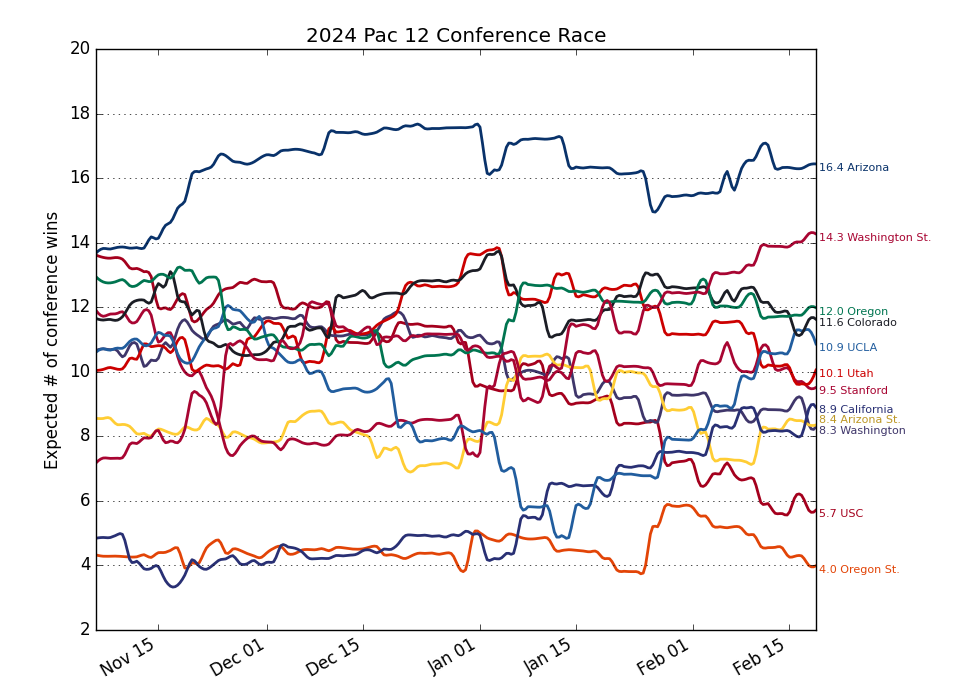 2024 Pac 12 Conference Race
Expected # of conference wins
20
18
16
14
12
10
8
6
4
2
16.4 Arizona
14.3 Washington St.
12.0 Oregon
11.6 Colorado
10.9 UCLA
10.1 Utah
9.5 Stanford
8.9 California
8.4 Arizona St.
8.3 Washington
5.7 USC
4.0 Oregon St.
Nov 15
Dec 01
Dec 15
Jan 01
Jan 15
Feb 01
Feb 15